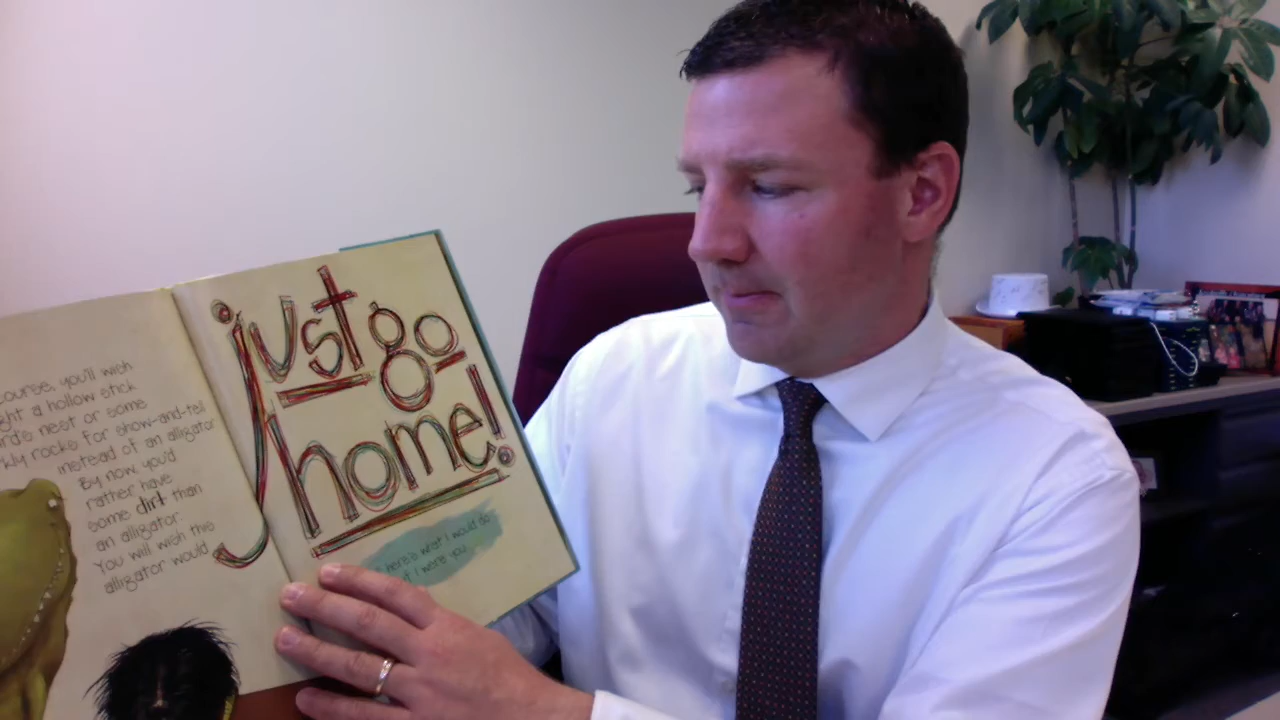 course, you'll wish
ght a hollow stick
rd's nest or some
kly rocks for show-and-tell
instead of an alligator.
By now, you'd
rather have
some dirt than
an alligator.
You will wish this
alligator would
just go
home!
here's what I would do
if I were you